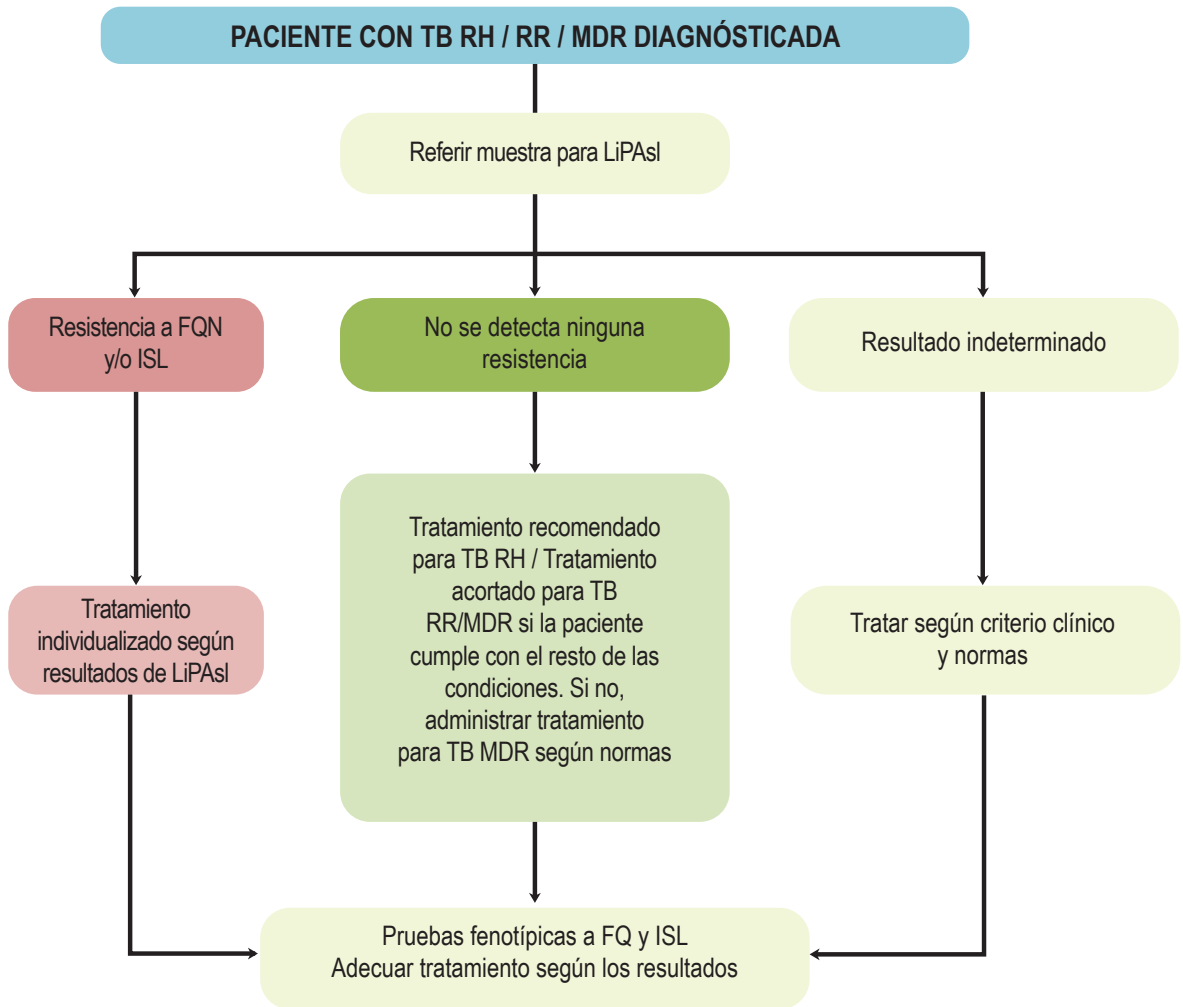 PACIENTE CON TB RH / RR / MDR DIAGNÓSTICADA
Referir muestra para LiPAsl
Resistencia a FQN
y/o ISL
No se detecta ninguna
resistencia
Resultado indeterminado
Tratamiento
individualizado según
resultados de LiPAsl
Tratamiento recomendado
para TB RH / Tratamiento
acortado para TB
RR/MDR si la paciente
cumple con el resto de las
condiciones. Si no,
administrar tratamiento
para TB MDR según normas
Tratar según criterio clínico
y normas
Pruebas fenotípicas a FQ y ISL
Adecuar tratamiento según los resultados